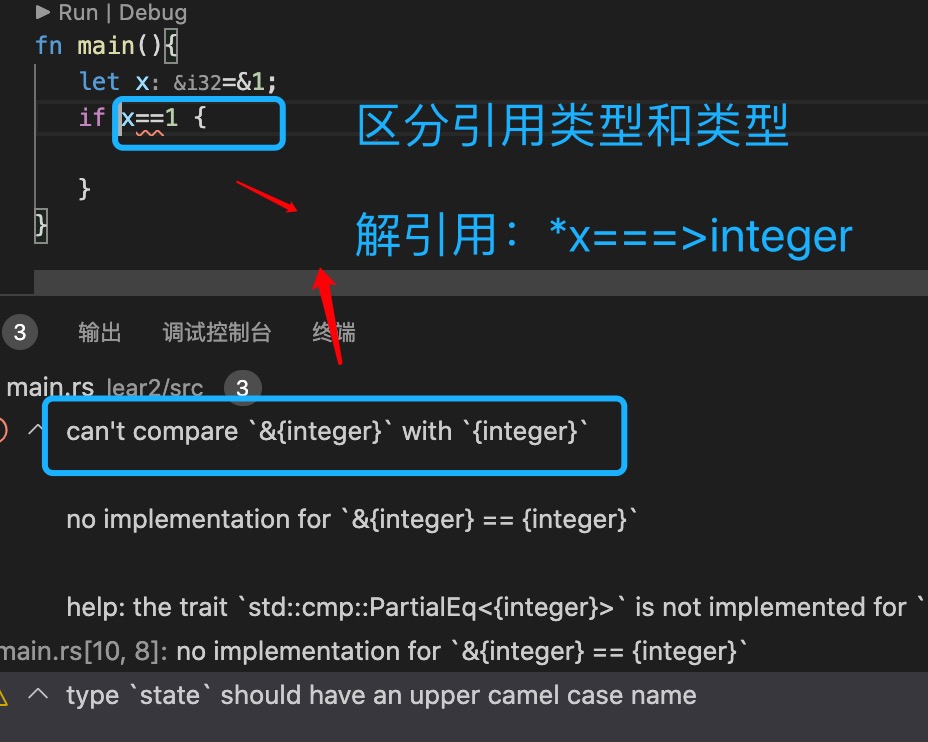 Run | Debug
fn main(){
let x: &i32=&1;
if x==1 {
区分引用类型和类型
}
解引用：*x===>integer
}
3 输出 调试控制台 终端
main.rs lear2/src 3
can't compare `&{integer}` with `{integer}`
no implementation for `&{integer} == {integer}`
help: the trait `std::cmp::PartialEq<{integer}>` is not implemented for `
main.rs[10, 8]: no implementation for `&{integer} == {integer}`
type `state` should have an upper camel case name